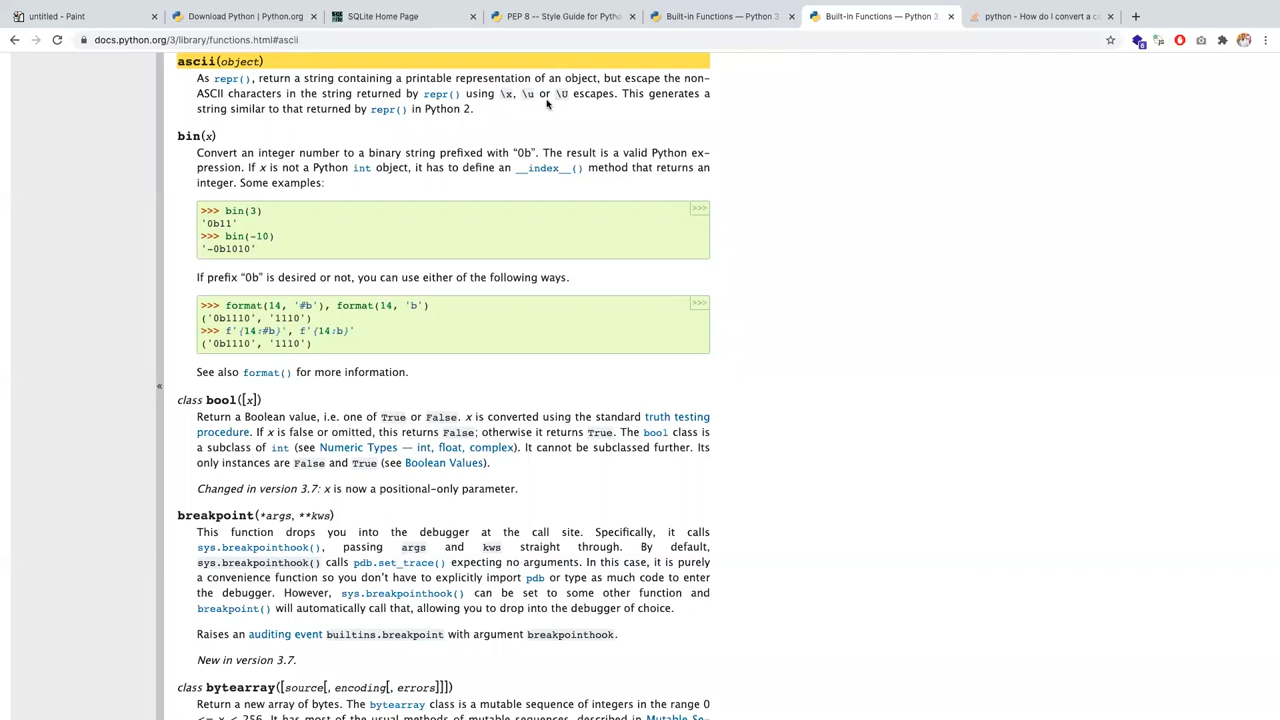 untitled - Paint
Download Python | Python.org
SQLite Home Page
PEP 8 -- Style Guide for Pytho
Built-in Functions — Python 3
Built-in Functions — Python 3
python - How do I convert a c
docs.python.org/3/library/functions.html#ascii
ascii(object)
As repr(), return a string containing a printable representation of an object, but escape the non-
ASCII characters in the string returned by repr() using \x, \u or \U escapes. This generates a
string similar to that returned by repr() in Python 2.
bin(x)
Convert an integer number to a binary string prefixed with “0b”. The result is a valid Python ex-
pression. If x is not a Python int object, it has to define an __index__() method that returns an
integer. Some examples:
>>> bin(3)
>>>
'0b11'
>>> bin(-10)
'-0b1010'
If prefix “0b” is desired or not, you can use either of the following ways.
>>> format(14, '#b'), format(14, 'b')
>>>
('0b1110', '1110')
>>> f'{14:#b}', f'{14:b}'
('0b1110', '1110')
See also format() for more information.
«
class bool([x])
Return a Boolean value, i.e. one of True or False. x is converted using the standard truth testing
procedure. If x is false or omitted, this returns False; otherwise it returns True. The bool class is
a subclass of int (see Numeric Types — int, float, complex). It cannot be subclassed further. Its
only instances are False and True (see Boolean Values).
Changed in version 3.7: x is now a positional-only parameter.
breakpoint(*args, **kws)
This function drops you into the debugger at the call site. Specifically, it calls
sys.breakpointhook(), passing args and kws straight through. By default,
sys.breakpointhook() calls pdb.set_trace() expecting no arguments. In this case, it is purely
a convenience function so you don’t have to explicitly import pdb or type as much code to enter
the debugger. However, sys.breakpointhook() can be set to some other function and
breakpoint() will automatically call that, allowing you to drop into the debugger of choice.
Raises an auditing event builtins.breakpoint with argument breakpointhook.
New in version 3.7.
class bytearray([source[, encoding[, errors]]])
Return a new array of bytes. The bytearray class is a mutable sequence of integers in the range 0
<= x < 256. It has most of the usual methods of mutable sequences, described in Mutable Se-